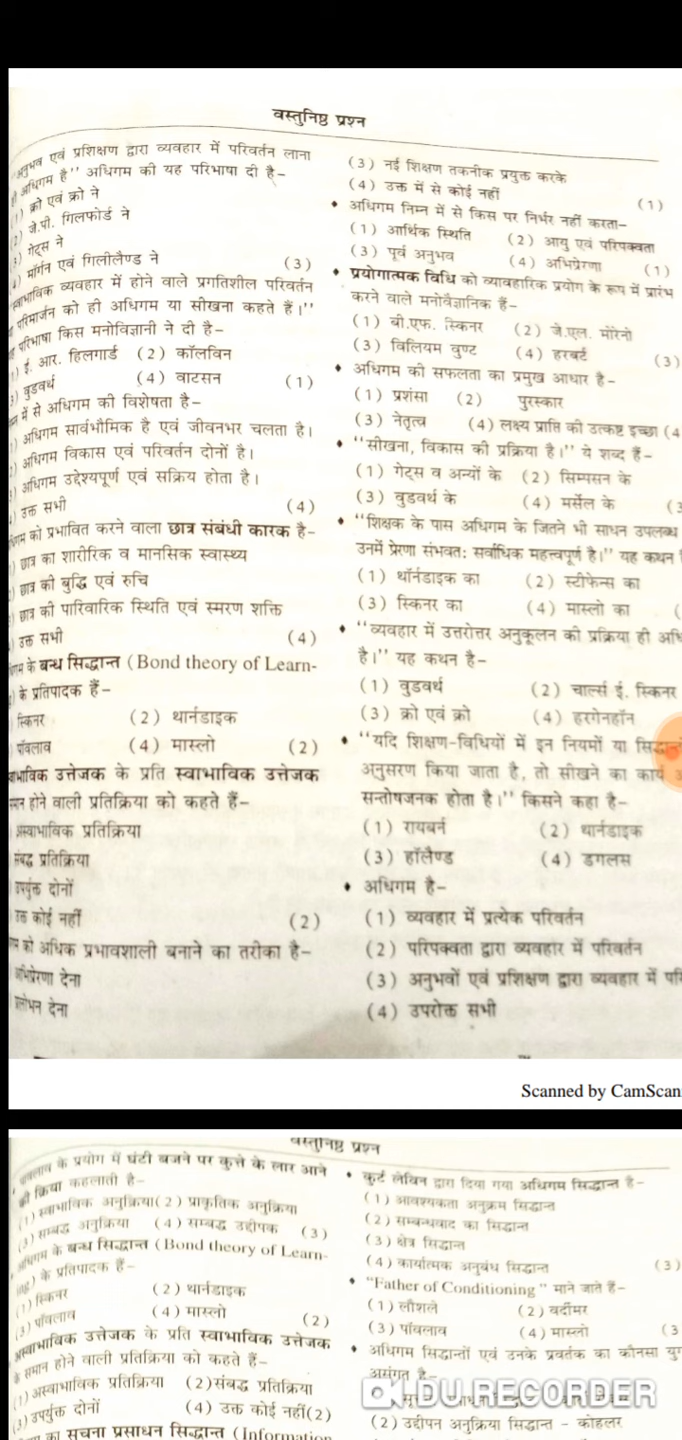 वस्तुनिष्ठ प्रश्न
अनुभव एवं प्रशिक्षण द्वारा व्यवहार में परिवर्तन लाना
अधिगम है'' अधिगम की यह परिभाषा दी है–
क्रो एवं क्रो ने
जे.पी. गिलफोर्ड ने
गेट्स ने
मॉर्गन एवं गिलीलैण्ड ने (3)
स्वाभाविक व्यवहार में होने वाले प्रगतिशील परिवर्तन
परिमार्जन को ही अधिगम या सीखना कहते हैं।''
परिभाषा किस मनोविज्ञानी ने दी है–
ई. आर. हिलगार्ड (2) कॉलविन
वुडवर्थ (4) वाटसन (1)
में से अधिगम की विशेषता है–
अधिगम सार्वभौमिक है एवं जीवनभर चलता है।
अधिगम विकास एवं परिवर्तन दोनों है।
अधिगम उद्देश्यपूर्ण एवं सक्रिय होता है।
उक्त सभी (4)
को प्रभावित करने वाला छात्र संबंधी कारक है–
छात्र का शारीरिक व मानसिक स्वास्थ्य
छात्र की बुद्धि एवं रुचि
छात्र की पारिवारिक स्थिति एवं स्मरण शक्ति
उक्त सभी (4)
के बन्ध सिद्धान्त (Bond theory of Learn-
के प्रतिपादक हैं–
स्किनर (2) थार्नडाइक
पॉवलाव (4) मास्लो (2)
उत्तेजक के प्रति स्वाभाविक उत्तेजक
होने वाली प्रतिक्रिया को कहते हैं–
अस्वाभाविक प्रतिक्रिया
संबद्ध प्रतिक्रिया
उपर्युक्त दोनों
उक्त कोई नहीं (2)
को अधिक प्रभावशाली बनाने का तरीका है–
अभिप्रेरणा देना
प्रलोभन देना
(3) नई शिक्षण तकनीक प्रयुक्त करके
(4) उक्त में से कोई नहीं (1)
• अधिगम निम्न में से किस पर निर्भर नहीं करता–
(1) आर्थिक स्थिति (2) आयु एवं परिपक्वता
(3) पूर्व अनुभव (4) अभिप्रेरणा (1)
• प्रयोगात्मक विधि को व्यावहारिक प्रयोग के रूप में प्रारंभ
करने वाले मनोवैज्ञानिक हैं–
(1) बी.एफ. स्किनर (2) जे.एल. मोरेनो
(3) विलियम वुण्ट (4) हरबर्ट (3)
• अधिगम की सफलता का प्रमुख आधार है–
(1) प्रशंसा (2) पुरस्कार
(3) नेतृत्व (4) लक्ष्य प्राप्ति की उत्कष्ट इच्छा (4
• ''सीखना, विकास की प्रक्रिया है।'' ये शब्द हैं–
(1) गेट्स व अन्यों के (2) सिम्पसन के
(3) वुडवर्थ के (4) मर्सेल के (3
• ''शिक्षक के पास अधिगम के जितने भी साधन उपलब्ध
उनमें प्रेरणा संभवत: सर्वाधिक महत्त्वपूर्ण है।'' यह कथन
(1) थॉर्नडाइक का (2) स्टीफेन्स का
(3) स्किनर का (4) मास्लो का (
• ''व्यवहार में उत्तरोत्तर अनुकूलन की प्रक्रिया ही
है।'' यह कथन है–
(1) वुडवर्थ (2) चार्ल्स ई. स्किनर
(3) क्रो एवं क्रो (4) हरगेनहॉन
• ''यदि शिक्षण-विधियों में इन नियमों या
अनुसरण किया जाता है, तो सीखने का कार्य
सन्तोषजनक होता है।'' किसने कहा है–
(1) रायबर्न (2) थार्नडाइक
(3) हॉलैण्ड (4) डगलस
• अधिगम है–
(1) व्यवहार में प्रत्येक परिवर्तन
(2) परिपक्वता द्वारा व्यवहार में परिवर्तन
(3) अनुभवों एवं प्रशिक्षण द्वारा व्यवहार में
(4) उपरोक्त सभी
Scanned by CamScan
वस्तुनिष्ठ प्रश्न
के प्रयोग में घंटी बजने पर कुत्ते के लार आने
की क्रिया कहलाती है–
(1) स्वाभाविक अनुक्रिया (2) प्राकृतिक अनुक्रिया
(3) सम्बद्ध अनुक्रिया (4) सम्बद्ध उद्दीपक (3)
अधिगम के बन्ध सिद्धान्त (Bond theory of Learn-
ing) के प्रतिपादक हैं–
(1) स्किनर (2) थार्नडाइक
(3) पॉवलाव (4) मास्लो (2)
अस्वाभाविक उत्तेजक के प्रति स्वाभाविक उत्तेजक
के समान होने वाली प्रतिक्रिया को कहते हैं–
(1) अस्वाभाविक प्रतिक्रिया (2)संबद्ध प्रतिक्रिया
(3) उपर्युक्त दोनों (4) उक्त कोई नहीं(2)
का सूचना प्रसाधन सिद्धान्त (Information
• कुर्ट लेविन द्वारा दिया गया अधिगम सिद्धान्त है–
(1) आवश्यकता अनुक्रम सिद्धान्त
(2) सम्बन्धवाद का सिद्धान्त
(3) क्षेत्र सिद्धान्त
(4) कार्यात्मक अनुबंध सिद्धान्त (3)
• "Father of Conditioning " माने जाते हैं–
(1) लौशले (2) वर्दीमर
(3) पॉवलाव (4) मास्लो (3
• अधिगम सिद्धान्तों एवं उनके प्रवर्तक का कौनसा
असंगत है–
DU RECORDER
(2) उद्दीपन अनुक्रिया सिद्धान्त – कोहलर